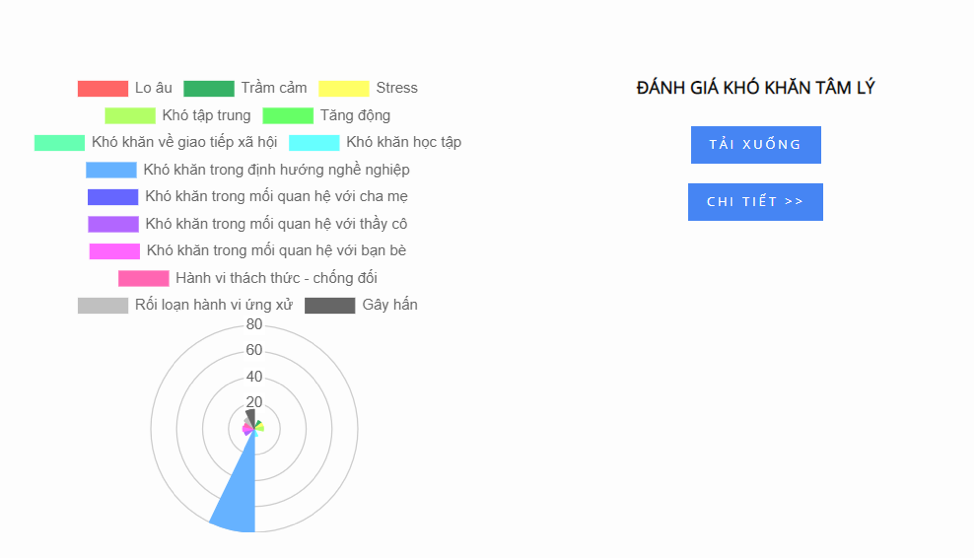 Lo âu Trầm cảm Stress
Khó tập trung Tăng động
Khó khăn về giao tiếp xã hội Khó khăn học tập
Khó khăn trong định hướng nghề nghiệp
Khó khăn trong mối quan hệ với cha mẹ
Khó khăn trong mối quan hệ với thầy cô
Khó khăn trong mối quan hệ với bạn bè
Hành vi thách thức - chống đối
Rối loạn hành vi ứng xử Gây hấn
80
60
40
20
ĐÁNH GIÁ KHÓ KHĂN TÂM LÝ
TẢI XUỐNG
CHI TIẾT >>